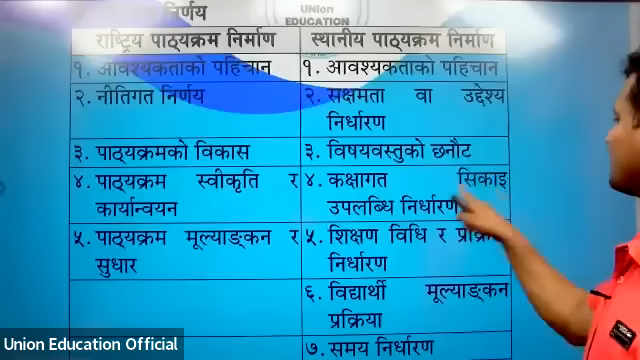 निर्णय
UNIon
EDUCATION
राष्ट्रिय पाठ्यक्रम निर्माण
स्थानीय पाठ्यक्रम निर्माण
१. आवश्यकताको पहिचान
१. आवश्यकताको पहिचान
२. नीतिगत निर्णय
२. सक्षमता वा उद्देश्य
निर्धारण
३. पाठ्यक्रमको विकास
३. विषयवस्तुको छनौट
४. पाठ्यक्रम स्वीकृति र
कार्यान्वयन
४. कक्षागत सिकाइ
उपलब्धि निर्धारण
५. पाठ्यक्रम मूल्याङ्कन र
सुधार
५. शिक्षण विधि र
निर्धारण
६. विद्यार्थी मूल्याङ्कन
प्रक्रिया
७. समय निर्धारण
Union Education Official